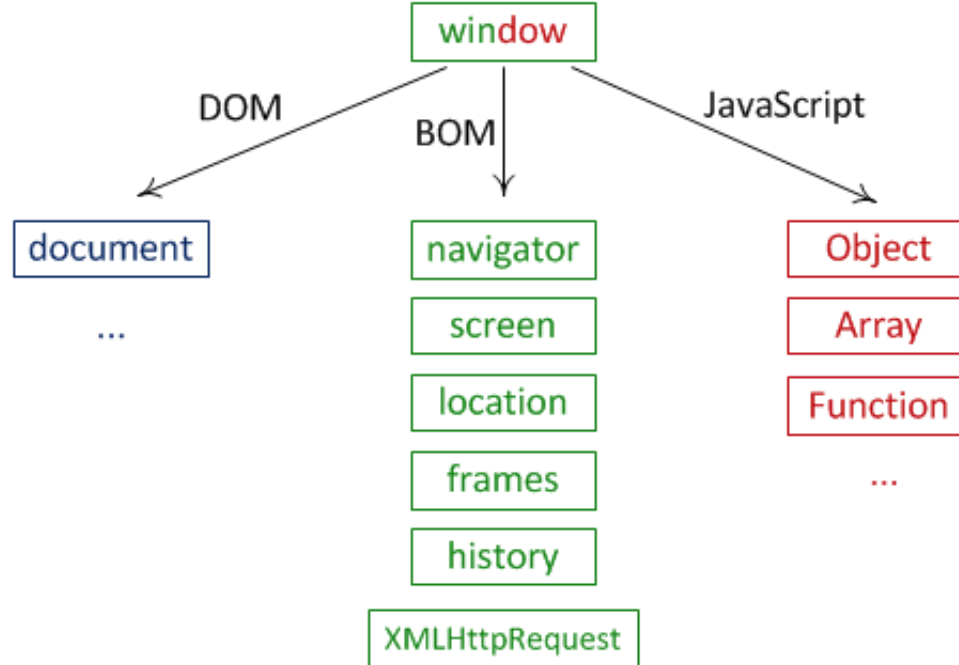 window
DOM
BOM
JavaScript
document
...
navigator
screen
location
frames
history
XMLHttpRequest
Object
Array
Function
...